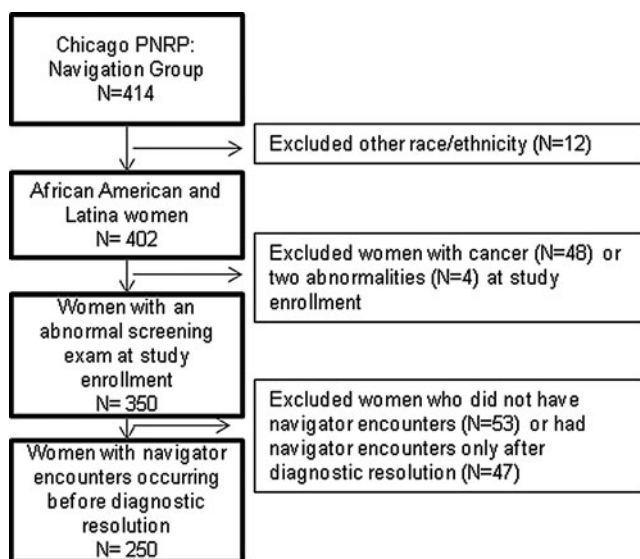 Chicago PNRP:
Navigation Group
N=414
Excluded other race/ethnicity (N=12)
African American and
Latina women
N= 402
Excluded women with cancer (N=48) or
two abnormalities (N=4) at study
enrollment
Women with an
abnormal screening
exam at study
enrollment
N= 350
Excluded women who did not have
navigator encounters (N=53) or had
navigator encounters only after
diagnostic resolution (N=47)
Women with navigator
encounters occurring
before diagnostic
resolution
N= 250